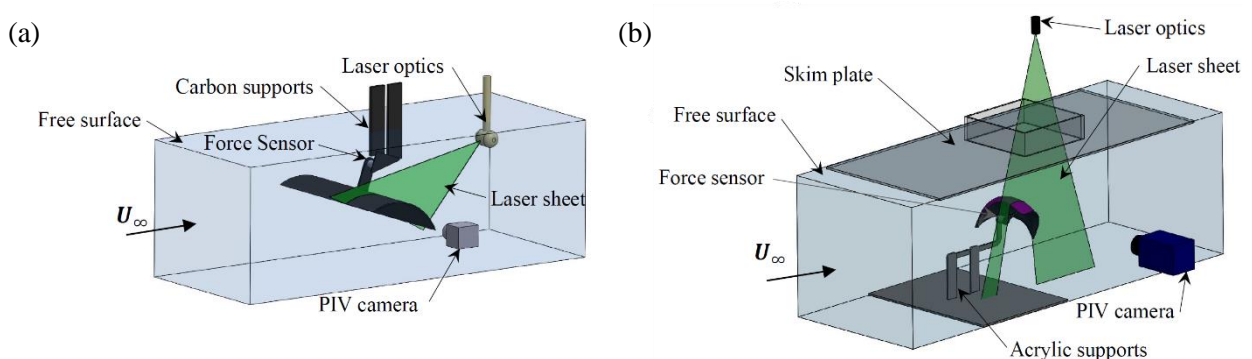 (a)
Laser optics
Carbon supports
Free surface
Force Sensor
Laser sheet
U∞
PIV camera
(b)
Laser optics
Skim plate
Laser sheet
Free surface
Force sensor
U∞
PIV camera
Acrylic supports